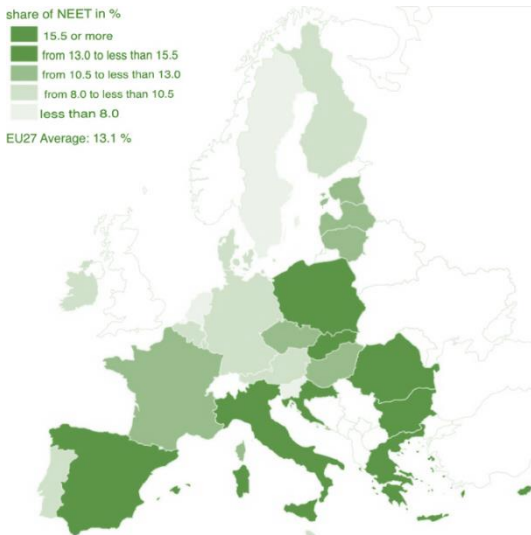 share of NEET in %
15.5 or more
from 13.0 to less than 15.5
from 10.5 to less than 13.0
from 8.0 to less than 10.5
less than 8.0
EU27 Average: 13.1 %